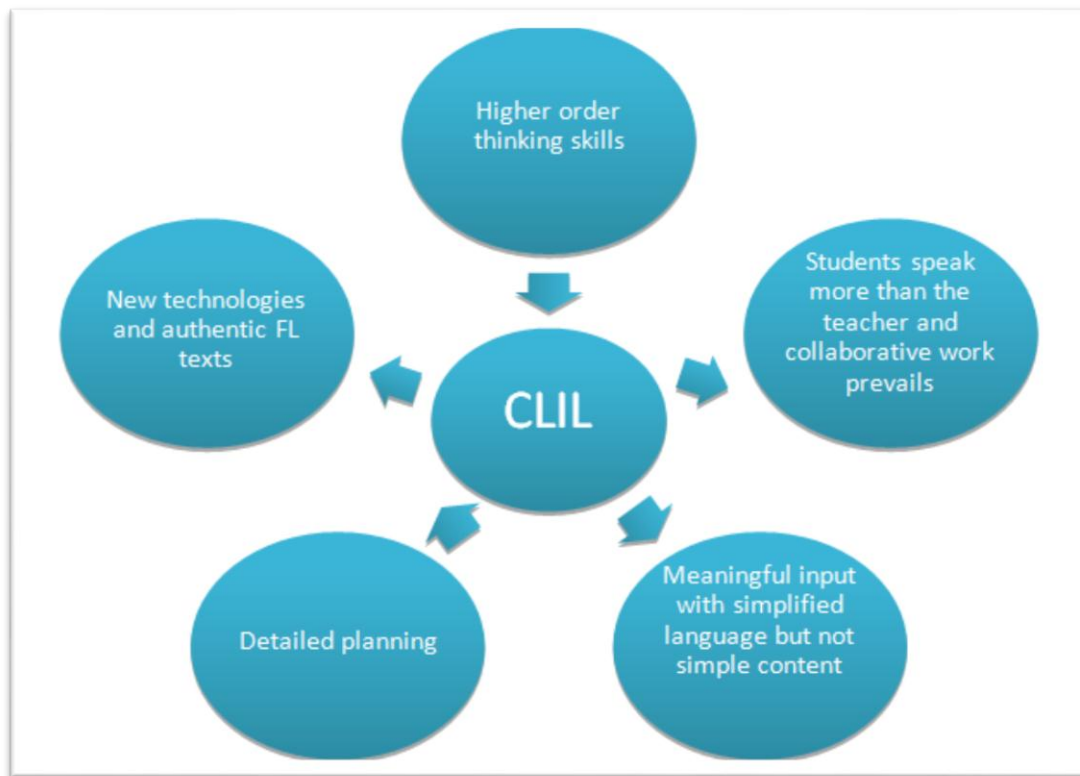 Higher order
thinking skills
New technologies
and authentic FL
texts
Students speak
more than the
teacher and
collaborative work
prevails
CLIL
Detailed planning
Meaningful input
with simplified
language but not
simple content